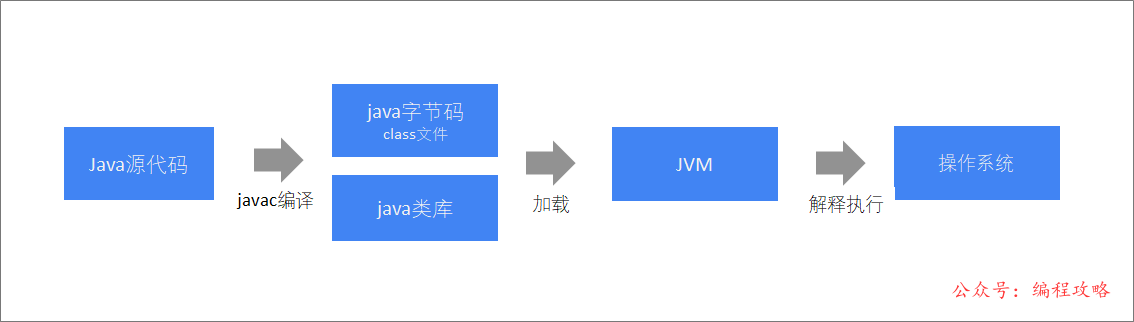 Java源代码
javac编译
java字节码
class文件
java类库
加载
JVM
解释执行
操作系统
公众号：编程攻略